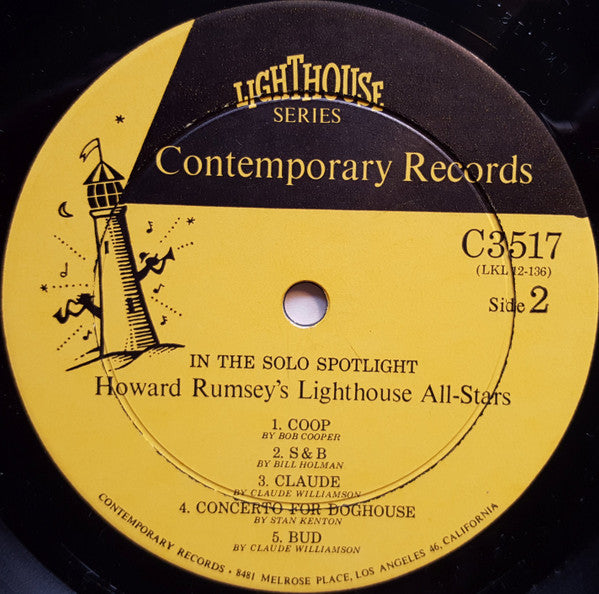 LIGHTHOUSE
SERIES
Contemporary Records
C3517
(LKL 12-136)
Side 2
IN THE SOLO SPOTLIGHT
Howard Rumsey's Lighthouse All-Stars
1. COOP
BY BOB COOPER
2. S & B
BY BILL HOLMAN
3. CLAUDE
BY CLAUDE WILLIAMSON
4. CONCERTO FOR DOGHOUSE
BY STAN KENTON
5. BUD
BY CLAUDE WILLIAMSON
CONTEMPORARY RECORDS • 8481 MELROSE PLACE, LOS ANGELES 46, CALIFORNIA